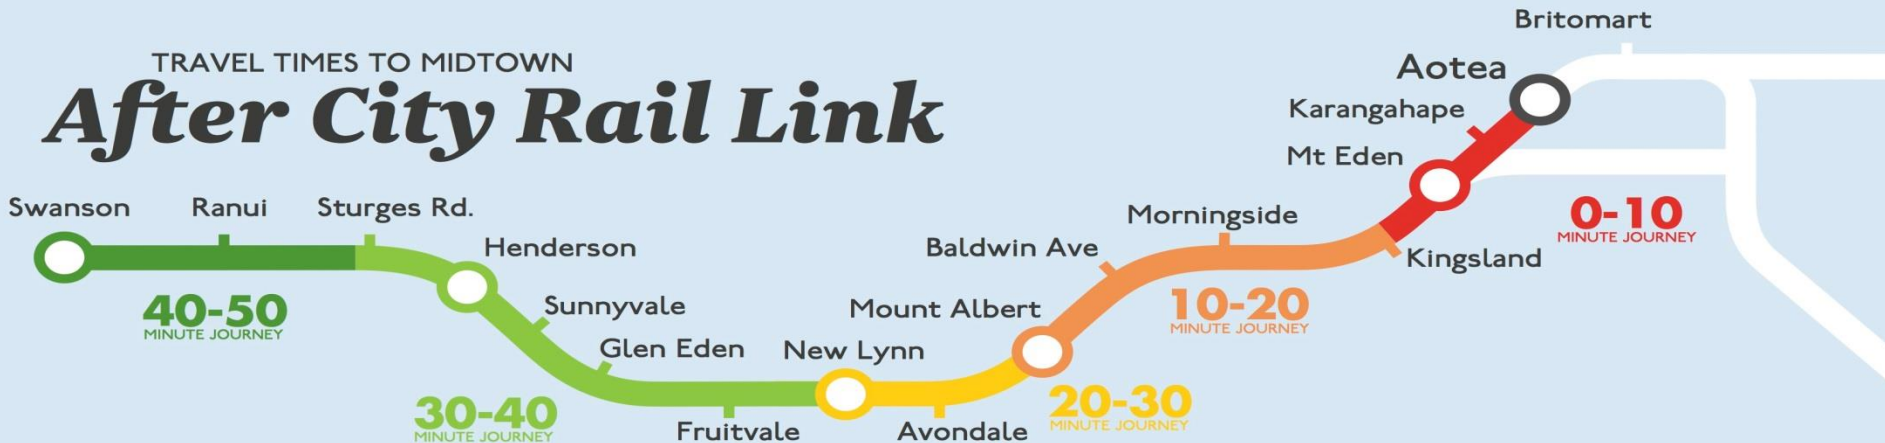 TRAVEL TIMES TO MIDTOWN
After City Rail Link
Britomart
Aotea
Karangahape
Mt Eden
0-10
MINUTE JOURNEY
Kingsland
Morningside
Baldwin Ave
10-20
MINUTE JOURNEY
Mount Albert
20-30
MINUTE JOURNEY
Avondale
New Lynn
Fruitvale
Glen Eden
Sunnyvale
Henderson
30-40
MINUTE JOURNEY
Sturges Rd.
Ranui
Swanson
40-50
MINUTE JOURNEY